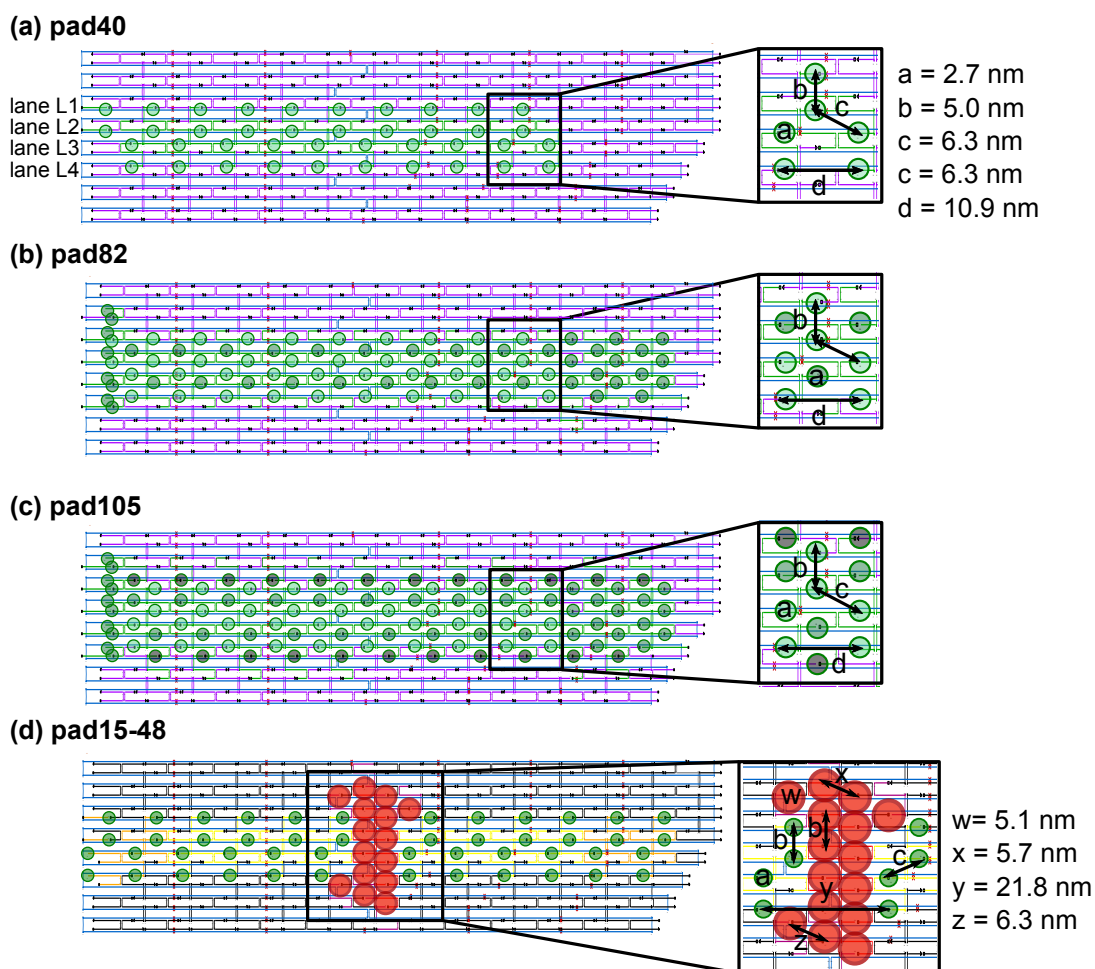 (a) pad40
lane L1
lane L2
lane L3
lane L4
b
c
a
d
a = 2.7 nm
b = 5.0 nm
c = 6.3 nm
c = 6.3 nm
d = 10.9 nm
(b) pad82
b
a
d
(c) pad105
b
c
a
d
(d) pad15-48
x
w
b
b
c
a
y
z
w= 5.1 nm
x = 5.7 nm
y = 21.8 nm
z = 6.3 nm